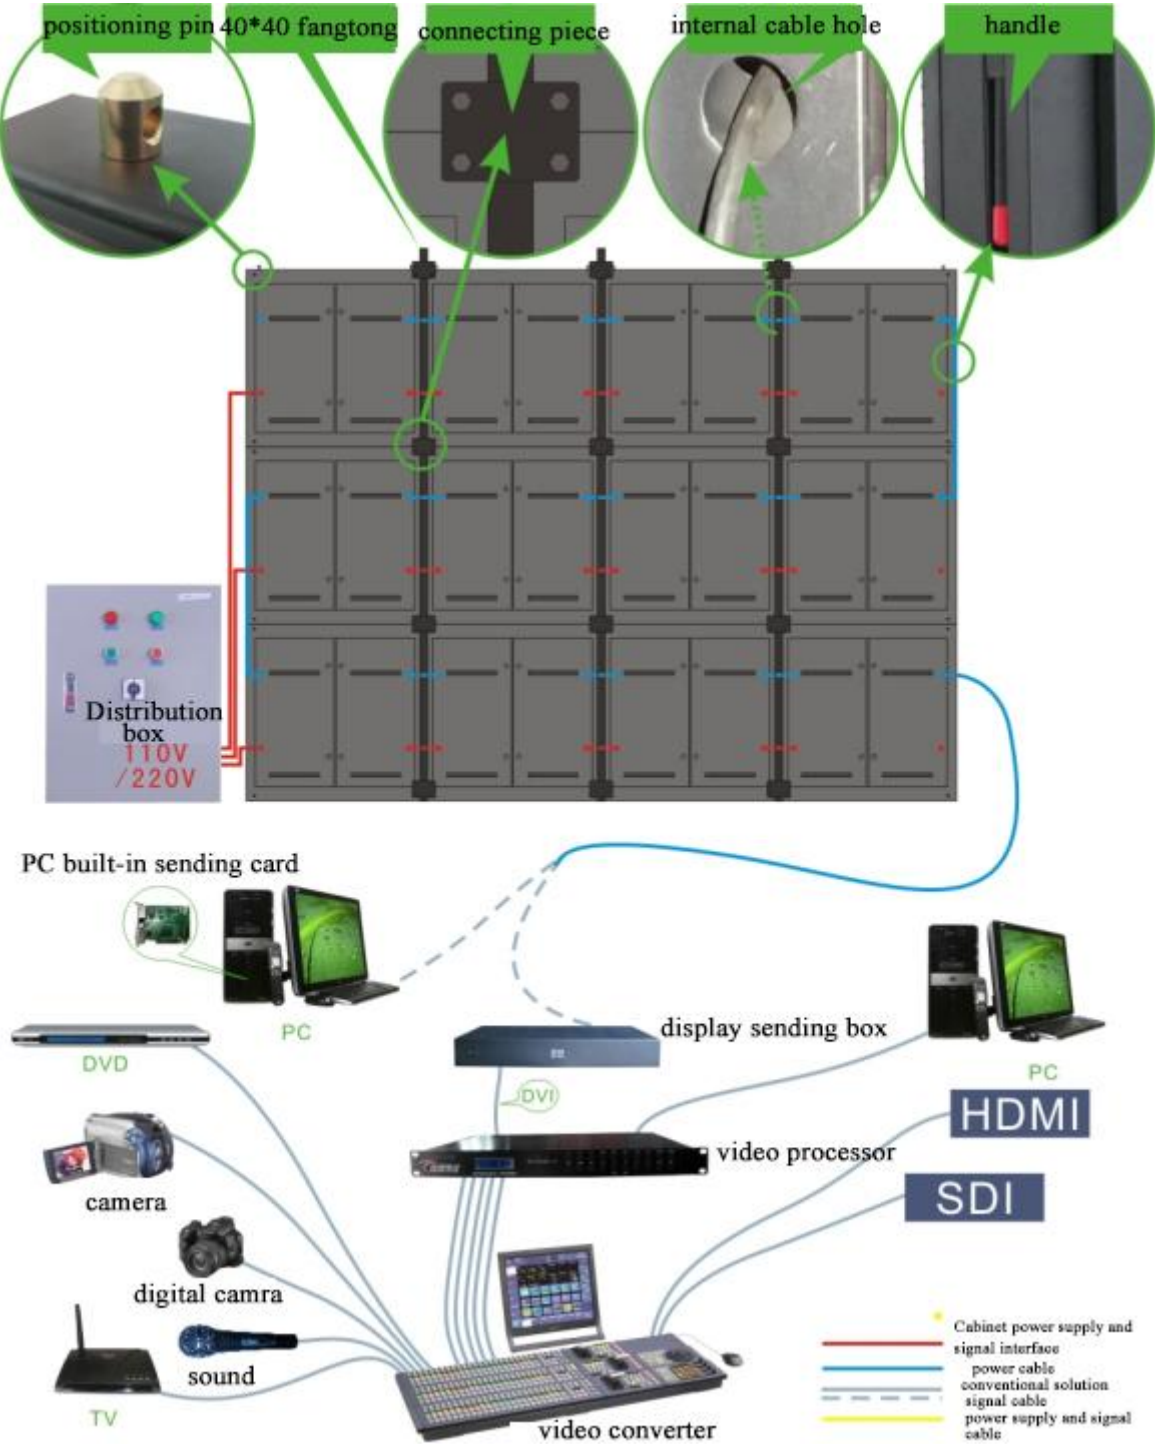 positioning pin
40*40 fangtong
connecting piece
internal cable hole
handle
Distribution
box
110V
/220V
PC built-in sending card
PC
DVD
display sending box
PC
DVI
HDMI
video processor
camera
SDI
digital camra
sound
TV
video converter
Cabinet power supply and
signal interface
power cable
conventional solution
signal cable
power supply and signal
cable